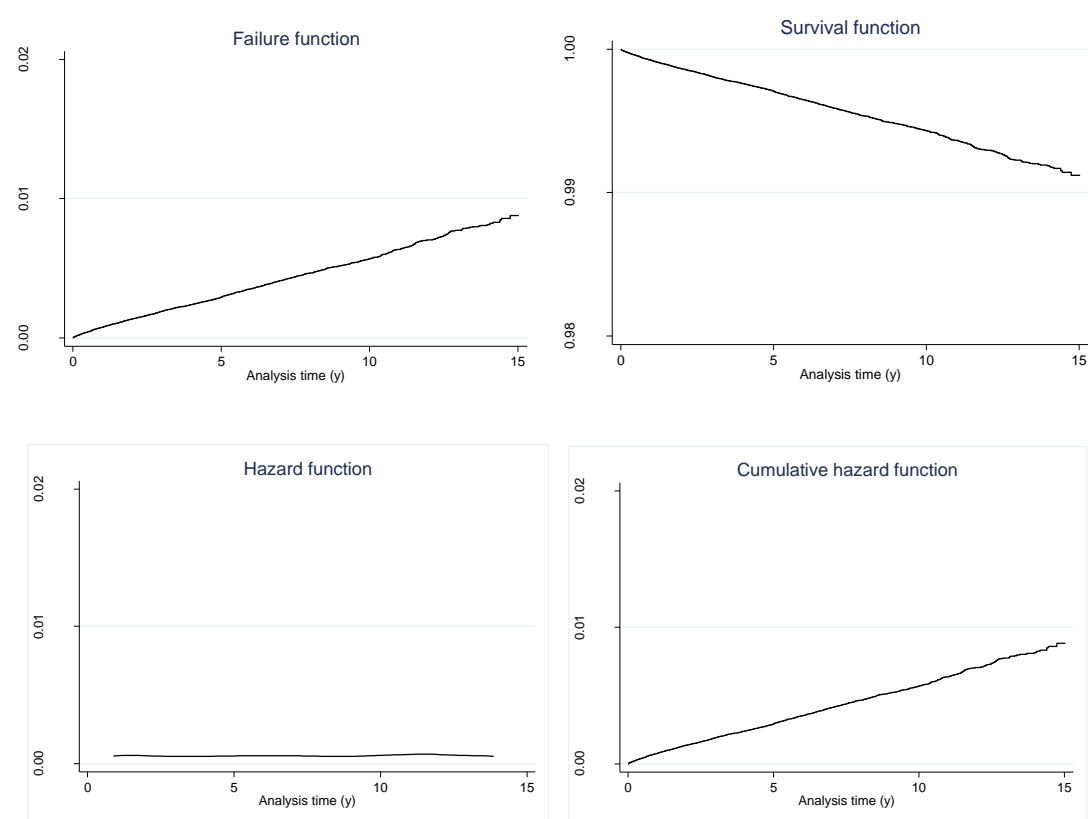 Failure function
0.02
0.01
0.00
0 5 10 15
Analysis time (y)
Survival function
1.00
0.99
0.98
0 5 10 15
Analysis time (y)
Hazard function
0.02
0.01
0.00
0 5 10 15
Analysis time (y)
Cumulative hazard function
0.02
0.01
0.00
0 5 10 15
Analysis time (y)